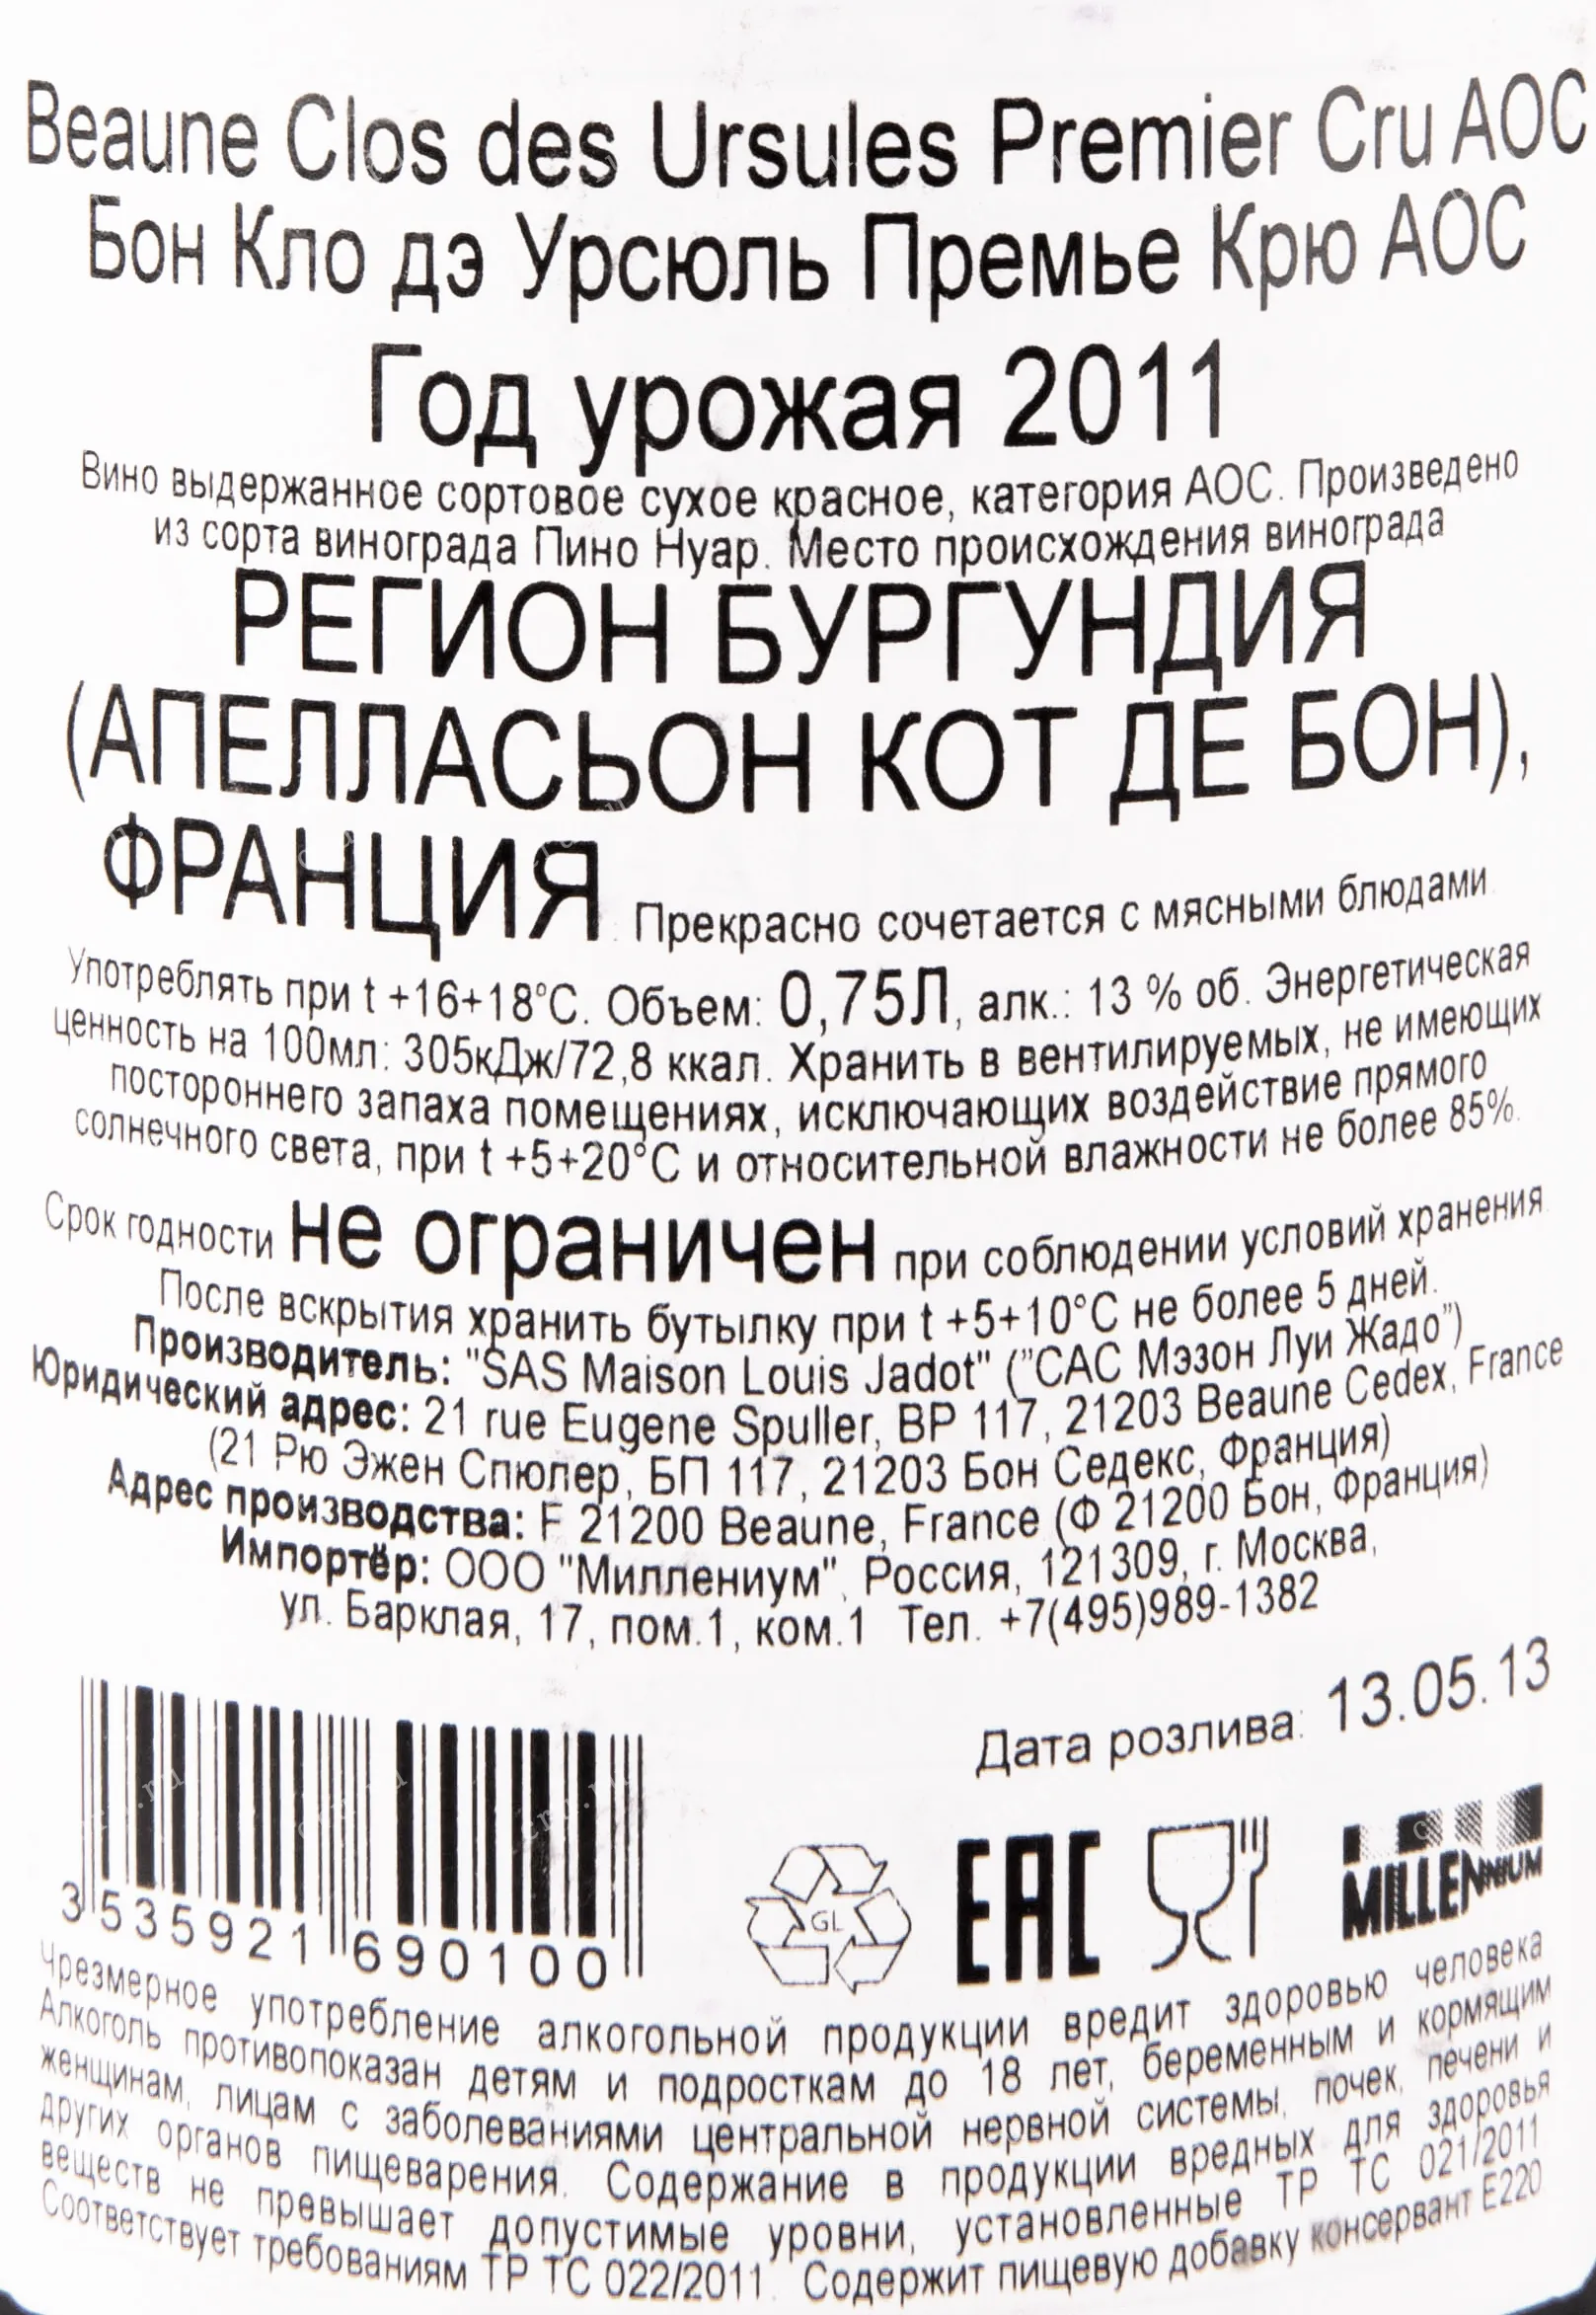 Beaune Clos des Ursules Premier Cru AOC
Бон Кло дэ Урсюль Премье Крю АОС
Год урожая 2011
Вино выдержанное сортовое сухое красное, категория АОС. Произведено
из сорта винограда Пино Нуар. Место происхождения винограда
РЕГИОН БУРГУНДИЯ
(АПЕЛЛАСЬОН КОТ ДЕ БОН),
ФРАНЦИЯ. Прекрасно сочетается с мясными блюдами.
Употреблять при t +16+18°С. Объем: 0,75Л, алк.: 13 % об. Энергетическая
ценность на 100мл: 305кДж/72,8 ккал. Хранить в вентилируемых, не имеющих
постороннего запаха помещениях, исключающих воздействие прямого
солнечного света, при t +5+20°С и относительной влажности не более 85%.
Срок годности не ограничен при соблюдении условий хранения.
После вскрытия хранить бутылку при t +5+10°С не более 5 дней.
Производитель: "SAS Maison Louis Jadot" ("САС Мэзон Луи Жадо")
Юридический адрес: 21 rue Eugene Spuller, BP 117, 21203 Beaune Cedex, France
(21 Рю Эжен Спюлер, БП 117, 21203 Бон Седекс, Франция)
Адрес производства: F 21200 Beaune, France (Ф 21200 Бон, Франция)
Импортёр: ООО "Миллениум", Россия, 121309, г. Москва,
ул. Барклая, 17, пом.1, ком.1 Тел. +7(495)989-1382
Дата розлива: 13.05.13
3 535921 690100
GL
EAC
MILLENNIUM
Чрезмерное употребление алкогольной продукции вредит здоровью человека
Алкоголь противопоказан детям и подросткам до 18 лет, беременным и кормящим
женщинам, лицам с заболеваниями центральной нервной системы, почек, печени и
других органов пищеварения. Содержание в продукции вредных для здоровья
веществ не превышает допустимые уровни, установленные ТР ТС 021/2011
Соответствует требованиям ТР ТС 022/2011. Содержит пищевую добавку консервант Е220